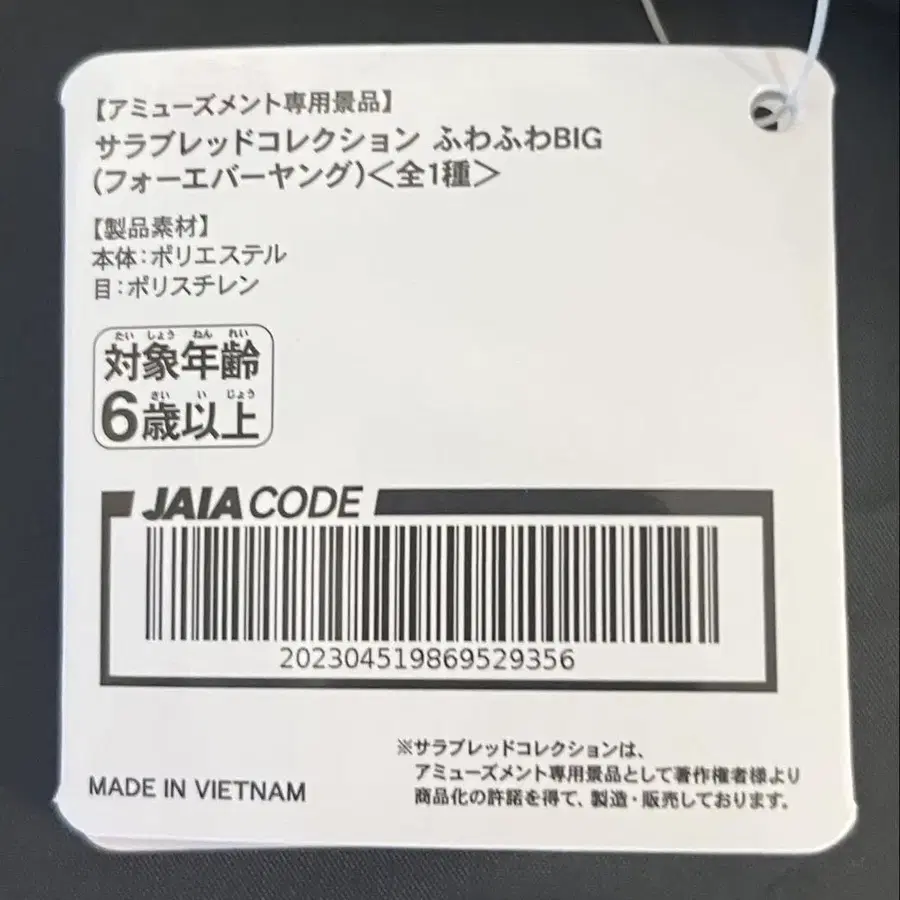 【アミューズメント専用景品】
サラブレッドコレクション ふわふわBIG
(フォーエバーヤング)＜全1種＞
【製品素材】
本体：ポリエステル
目：ポリスチレン
たい しょう ねん れい
対象年齢
さい い じょう
6歳以上
JAIA CODE
202304519869529356
※サラブレッドコレクションは、
アミューズメント専用景品として著作権者様より
商品化の許諾を得て、製造・販売しております。
MADE IN VIETNAM